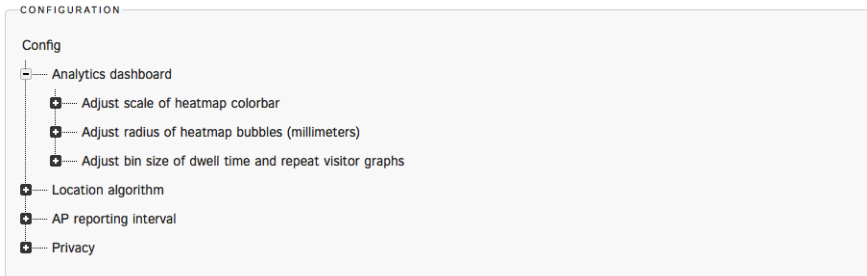 CONFIGURATION
Config
Analytics dashboard
Adjust scale of heatmap colorbar
Adjust radius of heatmap bubbles (millimeters)
Adjust bin size of dwell time and repeat visitor graphs
Location algorithm
AP reporting interval
Privacy